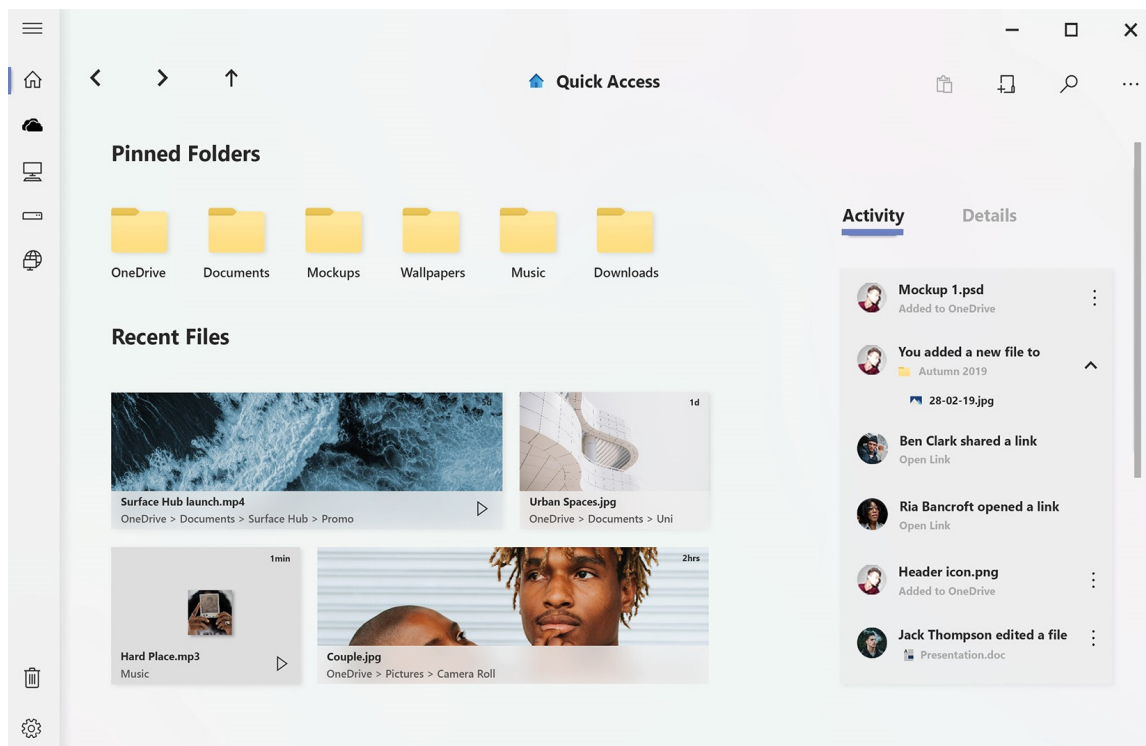 Quick Access
Pinned Folders
OneDrive
Documents
Mockups
Wallpapers
Music
Downloads
Recent Files
5d
Surface Hub launch.mp4
OneDrive > Documents > Surface Hub > Promo
1d
Urban Spaces.jpg
OneDrive > Documents > Uni
1min
Hard Place.mp3
Music
2hrs
Couple.jpg
OneDrive > Pictures > Camera Roll
Activity
Details
Mockup 1.psd
Added to OneDrive
You added a new file to
Autumn 2019
28-02-19.jpg
Ben Clark shared a link
Open Link
Ria Bancroft opened a link
Open Link
Header icon.png
Added to OneDrive
Jack Thompson edited a file
Presentation.doc